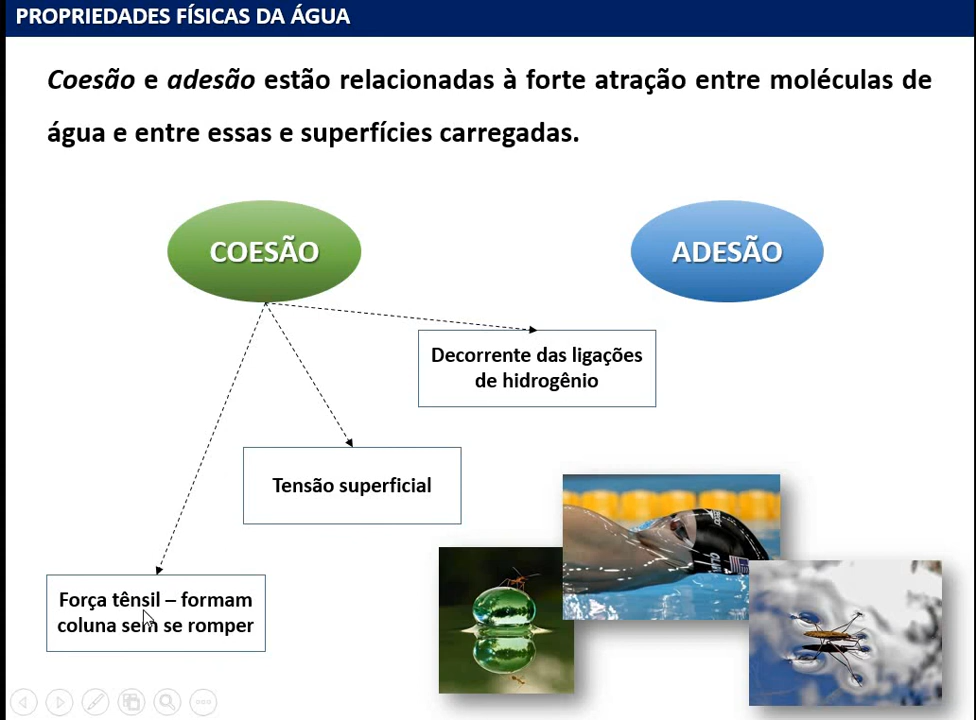 PROPRIEDADES FÍSICAS DA ÁGUA
Coesão e adesão estão relacionadas à forte atração entre moléculas de
água e entre essas e superfícies carregadas.
COESÃO
ADESÃO
Decorrente das ligações
de hidrogênio
Tensão superficial
Força tênsil – formam
coluna sem se romper